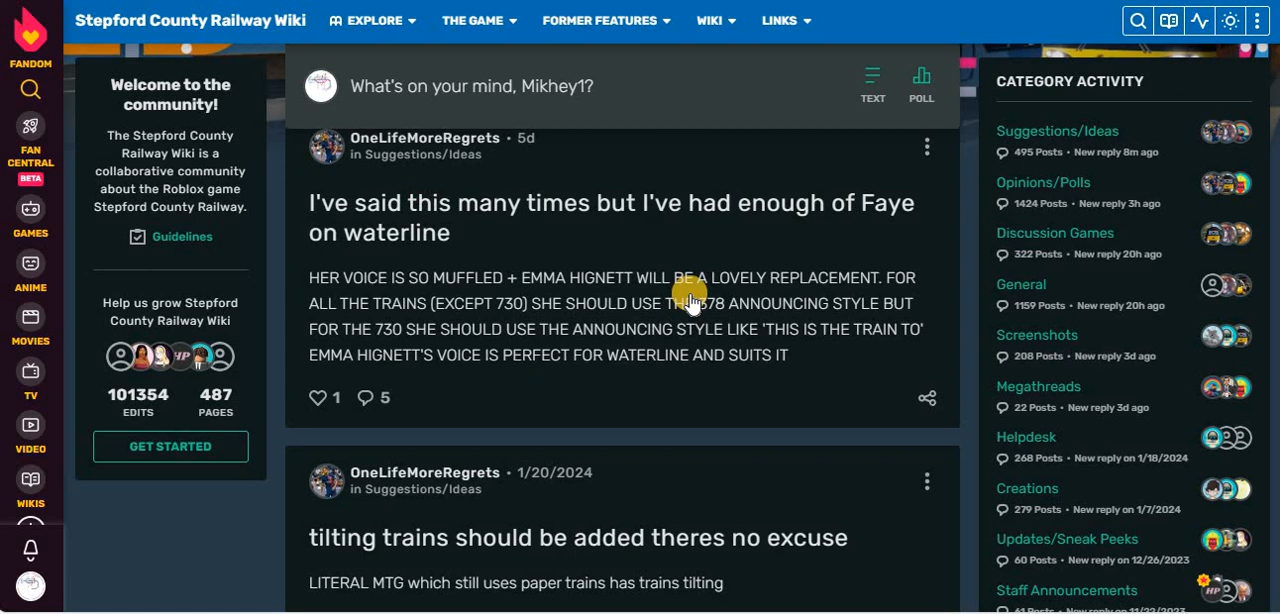 Stepford County Railway Wiki
EXPLORE
THE GAME
FORMER FEATURES
WIKI
LINKS
FANDOM
FAN
CENTRAL
BETA
GAMES
ANIME
MOVIES
TV
VIDEO
WIKIS
Welcome to the
community!
The Stepford County
Railway Wiki is a
collaborative community
about the Roblox game
Stepford County Railway.
Guidelines
Help us grow Stepford
County Railway Wiki
HP
101354
EDITS
487
PAGES
GET STARTED
What's on your mind, Mikhey1?
TEXT
POLL
OneLifeMoreRegrets • 5d
in Suggestions/Ideas
I've said this many times but I've had enough of Faye
on waterline
HER VOICE IS SO MUFFLED + EMMA HIGNETT WILL BE A LOVELY REPLACEMENT. FOR
ALL THE TRAINS (EXCEPT 730) SHE SHOULD USE 578 ANNOUNCING STYLE BUT
FOR THE 730 SHE SHOULD USE THE ANNOUNCING STYLE LIKE 'THIS IS THE TRAIN TO'
EMMA HIGNETT'S VOICE IS PERFECT FOR WATERLINE AND SUITS IT
1
5
OneLifeMoreRegrets • 1/20/2024
in Suggestions/Ideas
tilting trains should be added theres no excuse
LITERAL MTG which still uses paper trains has trains tilting
CATEGORY ACTIVITY
Suggestions/Ideas
495 Posts • New reply 8m ago
Opinions/Polls
1424 Posts • New reply 3h ago
Discussion Games
322 Posts • New reply 20h ago
General
1159 Posts • New reply 20h ago
Screenshots
208 Posts • New reply 3d ago
Megathreads
22 Posts • New reply 3d ago
Helpdesk
268 Posts • New reply on 1/18/2024
Creations
279 Posts • New reply on 1/7/2024
Updates/Sneak Peeks
60 Posts • New reply on 12/26/2023
Staff Announcements
HP
61 Posts • New reply on 11/22/2023